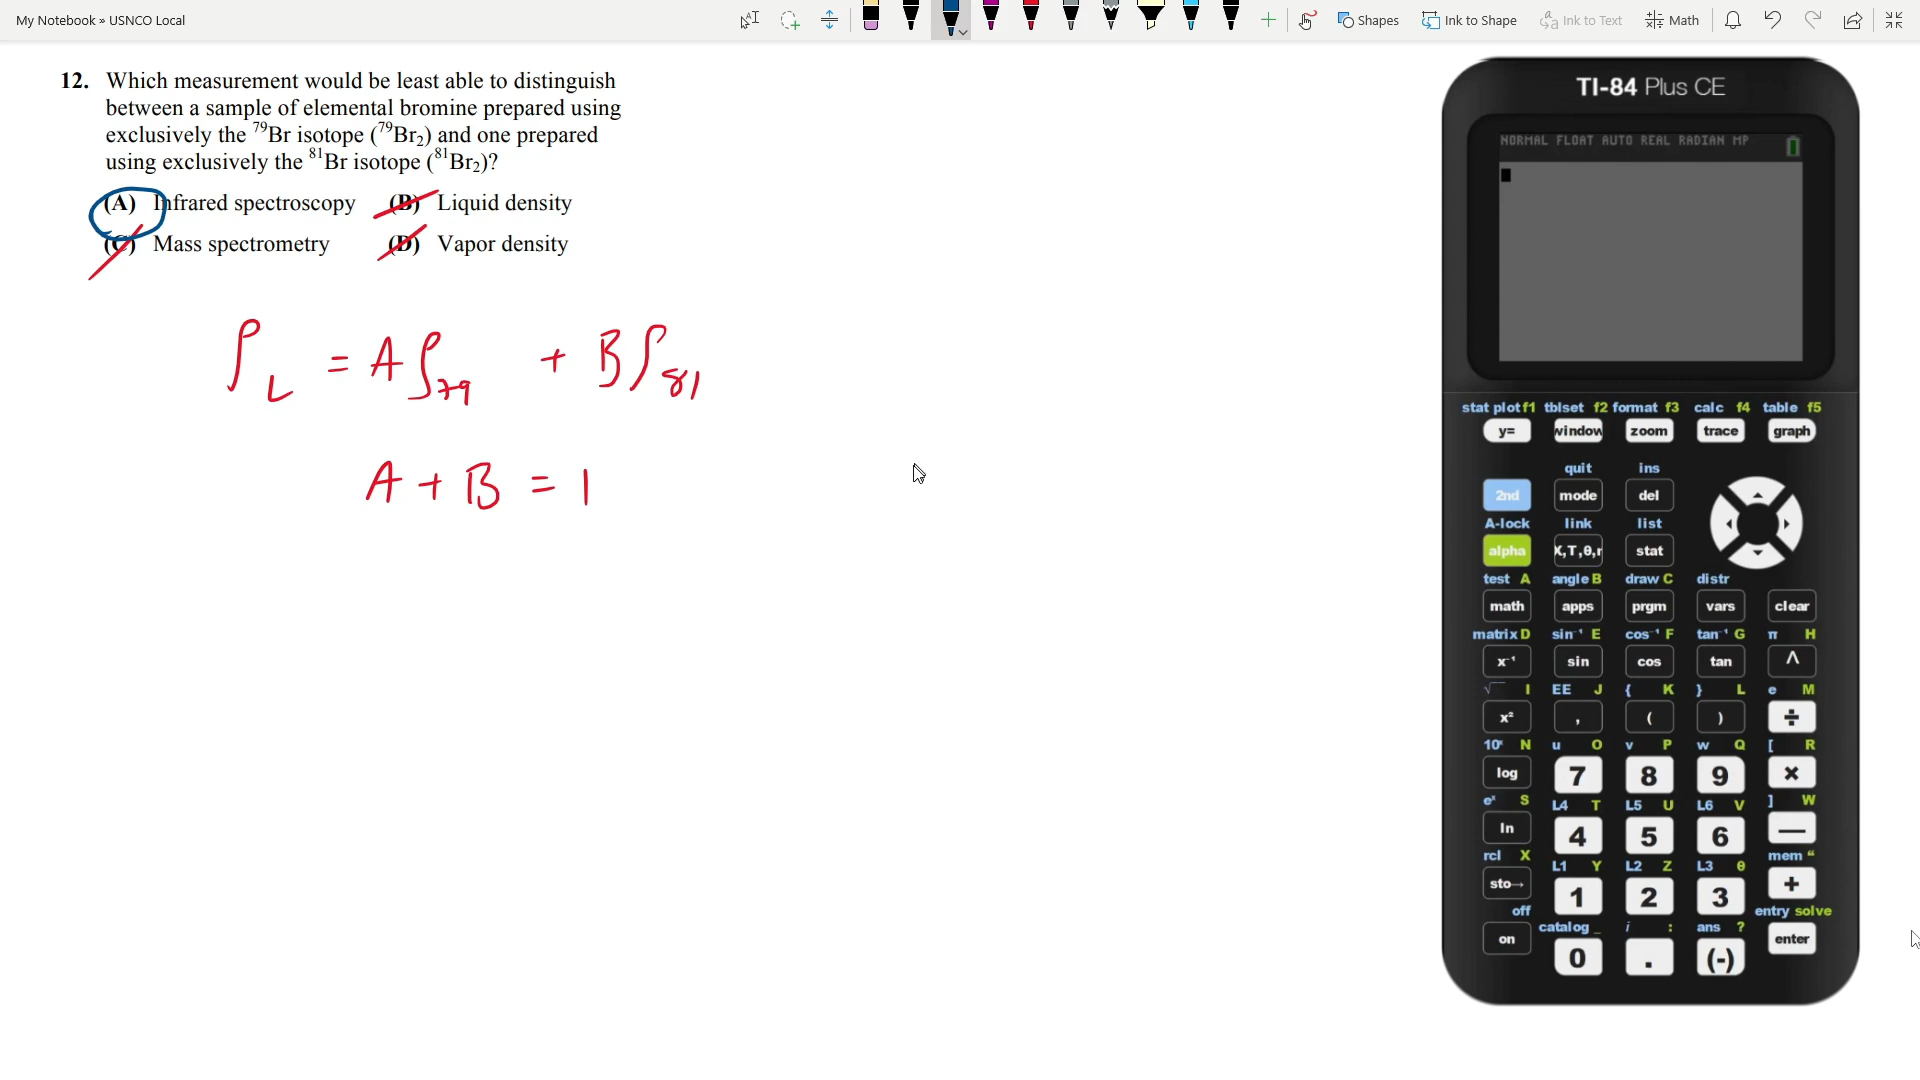 My Notebook » USNCO Local
Shapes Ink to Shape Ink to Text Math
12. Which measurement would be least able to distinguish
between a sample of elemental bromine prepared using
exclusively the ⁷⁹Br isotope (⁷⁹Br₂) and one prepared
using exclusively the ⁸¹Br isotope (⁸¹Br₂)?
(A) Infrared spectroscopy (B) Liquid density
(C) Mass spectrometry (D) Vapor density
ρ_L = Aρ₇₉ + Bρ₈₁
A + B = 1
TI-84 Plus CE
NORMAL FLOAT AUTO REAL RADIAN MP
stat plot f1 tblset f2 format f3 calc f4 table f5
y= window zoom trace graph
quit ins
2nd mode del
A-lock link list
alpha X,T,θ,n stat
test A angle B draw C distr
math apps prgm vars clear
matrix D sin⁻¹ E cos⁻¹ F tan⁻¹ G π H
x⁻¹ sin cos tan ^
√ I EE J { K } L e M
x² , ( ) ÷
10ˣ N u O v P w Q [ R
log 7 8 9 ×
eˣ S L4 T L5 U L6 V ] W
ln 4 5 6 —
rcl X L1 Y L2 Z L3 θ mem “
sto→ 1 2 3 +
off catalog _ i : ans ? entry solve
on 0 . (-) enter